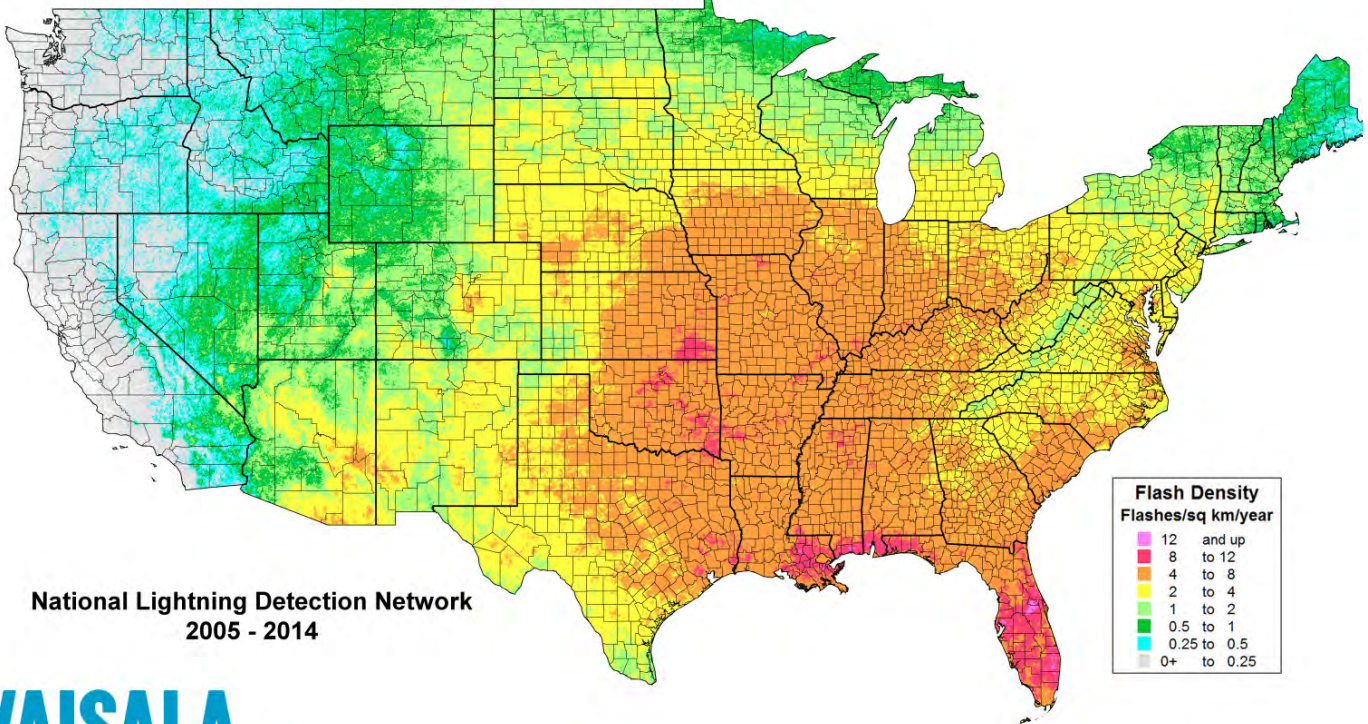 National Lightning Detection Network
2005 - 2014
VAISALA
Flash Density
Flashes/sq km/year
12 and up
8 to 12
4 to 8
2 to 4
1 to 2
0.5 to 1
0.25 to 0.5
0+ to 0.25